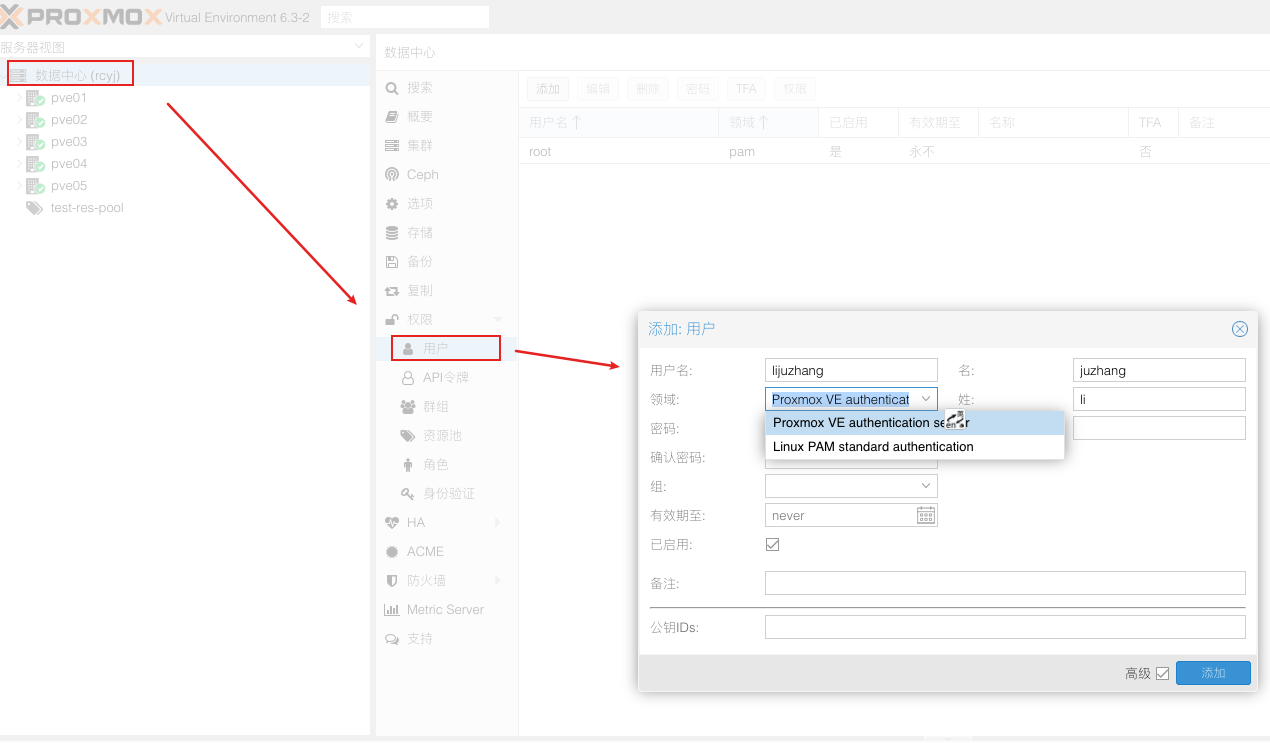 PROXMOX Virtual Environment 6.3-2 搜索
服务器视图
数据中心 (rcyj)
pve01
pve02
pve03
pve04
pve05
test-res-pool
数据中心
搜索
概要
集群
Ceph
选项
存储
备份
复制
权限
用户
API令牌
群组
资源池
角色
身份验证
HA
ACME
防火墙
Metric Server
支持
添加 编辑 删除 密码 TFA 权限
用户名↑ 领域↑ 已启用 有效期至 名称 TFA 备注
root pam 是 永不 否
添加: 用户
用户名: lijuzhang 名: juzhang
领域: Proxmox VE authenticat 姓: li
密码:
Proxmox VE authentication server
Linux PAM standard authentication
确认密码:
组:
有效期至: never
已启用:
备注:
公钥IDs:
高级 添加